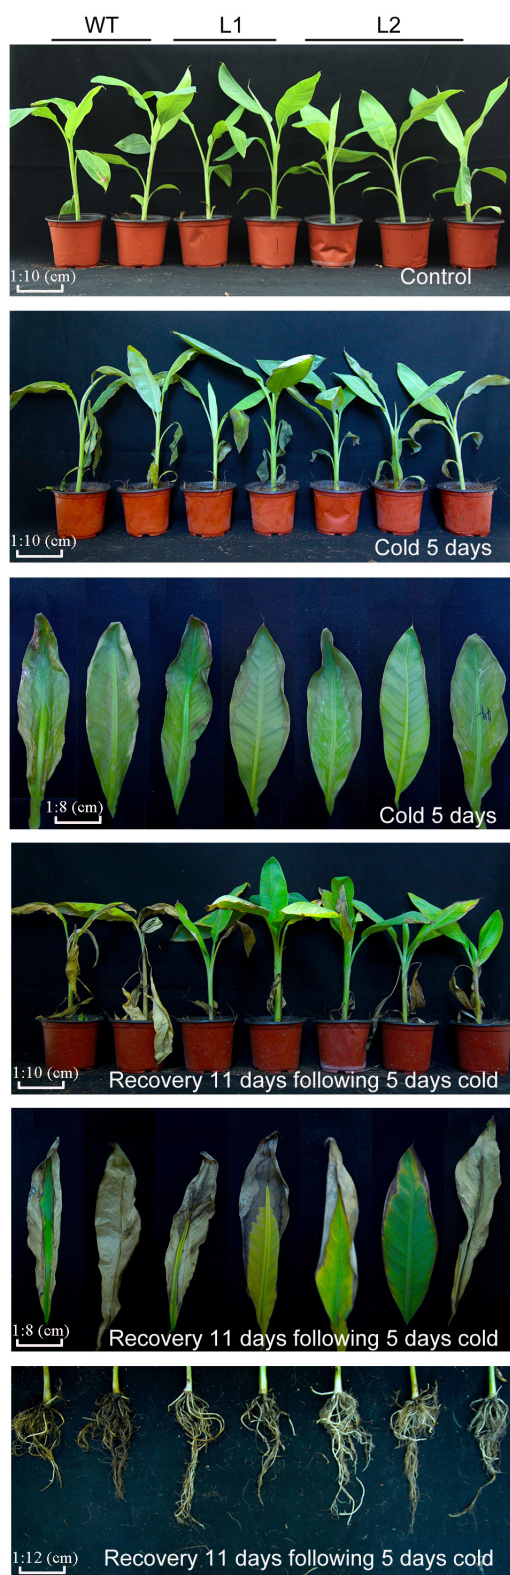 WT L1 L2
1:10 (cm)
Control
1:10 (cm)
Cold 5 days
1:8 (cm)
Cold 5 days
1:10 (cm)
Recovery 11 days following 5 days cold
1:8 (cm)
Recovery 11 days following 5 days cold
1:12 (cm)
Recovery 11 days following 5 days cold